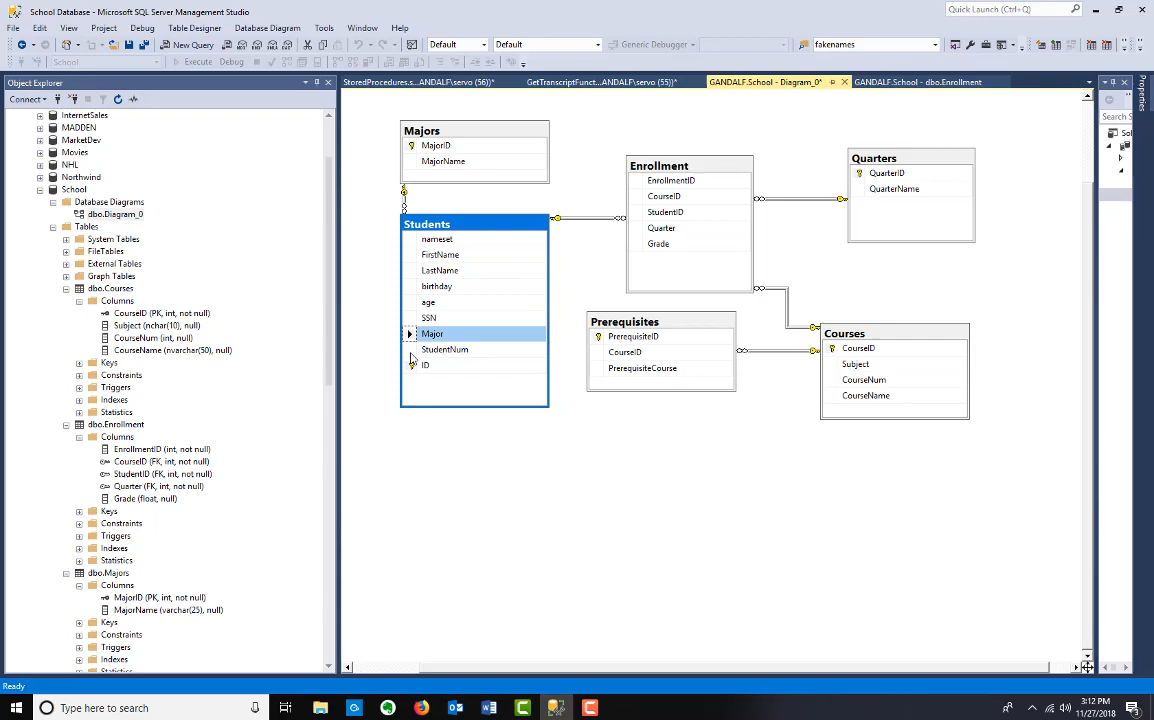 School Database - Microsoft SQL Server Management Studio
Quick Launch (Ctrl+Q)
File Edit View Project Debug Table Designer Database Diagram Tools Window Help
New Query Default Default Generic Debugger fakenames
School Execute Debug
Object Explorer
Connect
InternetSales
MADDEN
MarketDev
Movies
NHL
Northwind
School
Database Diagrams
dbo.Diagram_0
Tables
System Tables
FileTables
External Tables
Graph Tables
dbo.Courses
Columns
CourseID (PK, int, not null)
Subject (nchar(10), null)
CourseNum (int, null)
CourseName (nvarchar(50), null)
Keys
Constraints
Triggers
Indexes
Statistics
dbo.Enrollment
Columns
EnrollmentID (int, not null)
CourseID (FK, int, not null)
StudentID (FK, int, not null)
Quarter (FK, int, not null)
Grade (float, null)
Keys
Constraints
Triggers
Indexes
Statistics
dbo.Majors
Columns
MajorID (PK, int, not null)
MajorName (varchar(25), null)
Keys
Constraints
Triggers
Indexes
StoredProcedures.s...ANDALF\servo (56))*
GetTranscriptFunct...ANDALF\servo (55))*
GANDALF.School - Diagram_0*
GANDALF.School - dbo.Enrollment
Majors
MajorID
MajorName
Students
nameset
FirstName
LastName
birthday
age
SSN
Major
StudentNum
ID
Enrollment
EnrollmentID
CourseID
StudentID
Quarter
Grade
Prerequisites
PrerequisiteID
CourseID
PrerequisiteCourse
Quarters
QuarterID
QuarterName
Courses
CourseID
Subject
CourseNum
CourseName
Search S
Sol
Properties
Ready
Type here to search
3:12 PM
11/27/2018